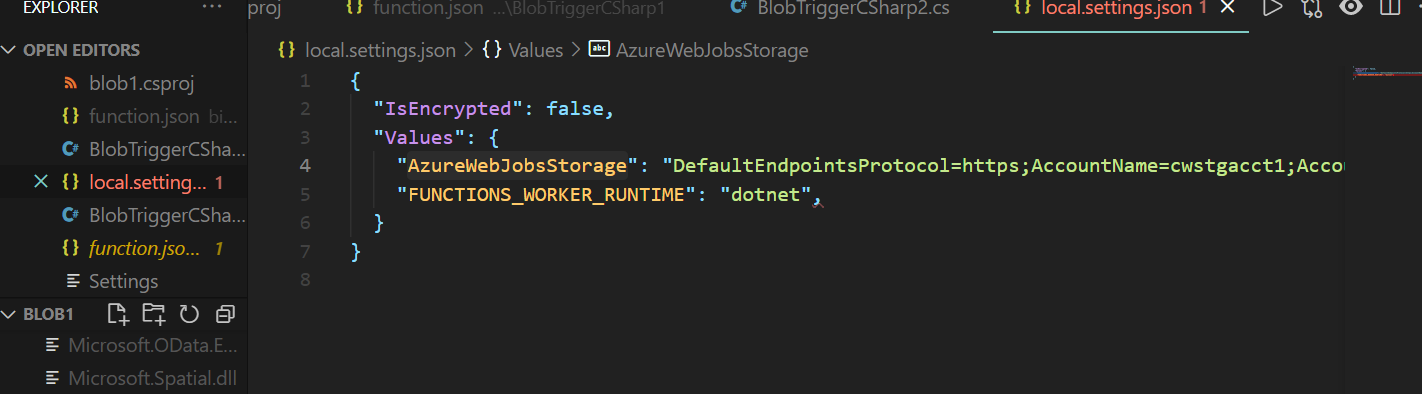 EXPLORER ...
proj
function.json ...\BlobTriggerCSharp1
BlobTriggerCSharp2.cs
local.settings.json 1
OPEN EDITORS
blob1.csproj
function.json bi...
BlobTriggerCSha...
local.setting... 1
BlobTriggerCSha...
function.jso... 1
Settings
BLOB1
Microsoft.OData.E...
Microsoft.Spatial.dll
{} local.settings.json > {} Values > abc AzureWebJobsStorage
1 {
2 "IsEncrypted": false,
3 "Values": {
4 "AzureWebJobsStorage": "DefaultEndpointsProtocol=https;AccountName=cwstgacct1;Acco
5 "FUNCTIONS_WORKER_RUNTIME": "dotnet",
6 }
7 }
8